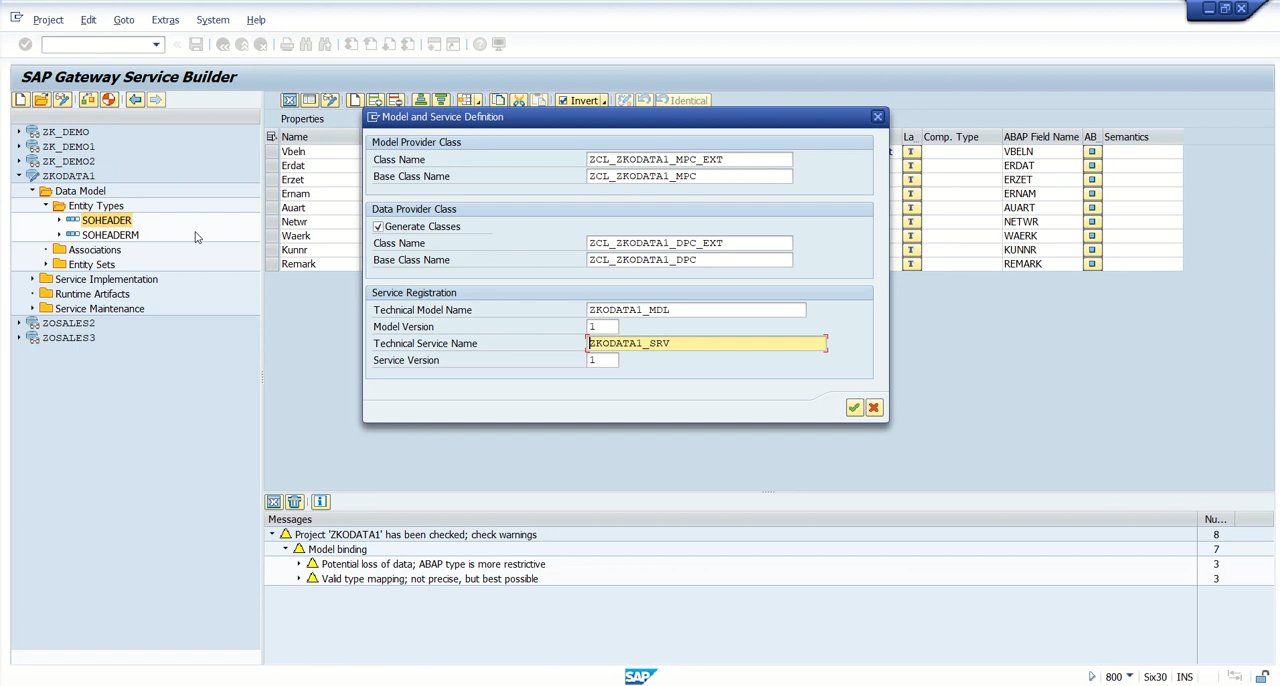 Project Edit Goto Extras System Help
SAP Gateway Service Builder
Invert
Identical
ZK_DEMO
ZK_DEMO1
ZK_DEMO2
ZKODATA1
Data Model
Entity Types
SOHEADER
SOHEADERM
Associations
Entity Sets
Service Implementation
Runtime Artifacts
Service Maintenance
ZOSALES2
ZOSALES3
Properties
Name La... Comp. Type ABAP Field Name AB Semantics
Vbeln VBELN
Erdat ERDAT
Erzet ERZET
Ernam ERNAM
Auart AUART
Netwr NETWR
Waerk WAERK
Kunnr KUNNR
Remark REMARK
Model and Service Definition
Model Provider Class
Class Name ZCL_ZKODATA1_MPC_EXT
Base Class Name ZCL_ZKODATA1_MPC
Data Provider Class
Generate Classes
Class Name ZCL_ZKODATA1_DPC_EXT
Base Class Name ZCL_ZKODATA1_DPC
Service Registration
Technical Model Name ZKODATA1_MDL
Model Version 1
Technical Service Name ZKODATA1_SRV
Service Version 1
Messages Nu...
Project 'ZKODATA1' has been checked; check warnings 8
Model binding 7
Potential loss of data; ABAP type is more restrictive 3
Valid type mapping; not precise, but best possible 3
SAP
800 Six30 INS